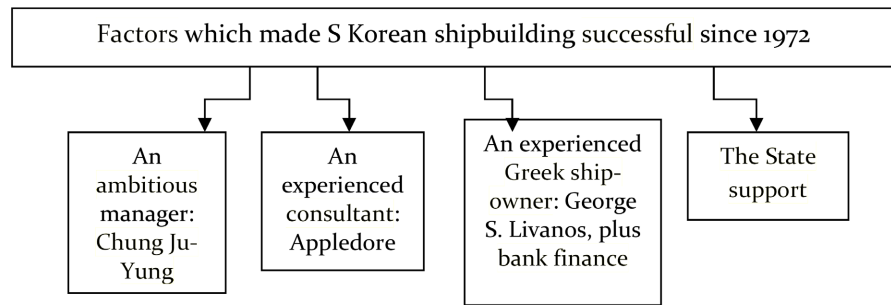 Factors which made S Korean shipbuilding successful since 1972
An
ambitious
manager:
Chung Ju-
Yung
An
experienced
consultant:
Appledore
An experienced
Greek ship-
owner: George
S. Livanos, plus
bank finance
The State
support